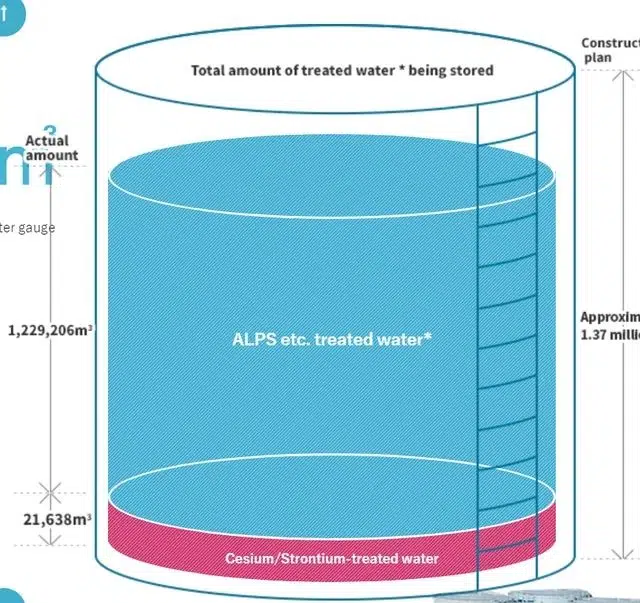 Total amount of treated water * being stored
Construct
plan
Actual
amount
m³
ter gauge
1,229,206m³
ALPS etc. treated water*
Approxim
1.37 milli
21,638m³
Cesium/Strontium-treated water